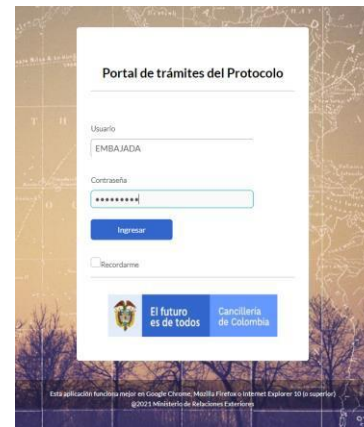 Portal de trámites del Protocolo
Usuario
EMBAJADA
Contraseña
•••••••••
Ingresar
Recordarme
El futuro
es de todos
Cancillería
de Colombia
Esta aplicación funciona mejor en Google Chrome, Mozilla Firefox o Internet Explorer 10 (o superior)
@2021 Ministerio de Relaciones Exteriores